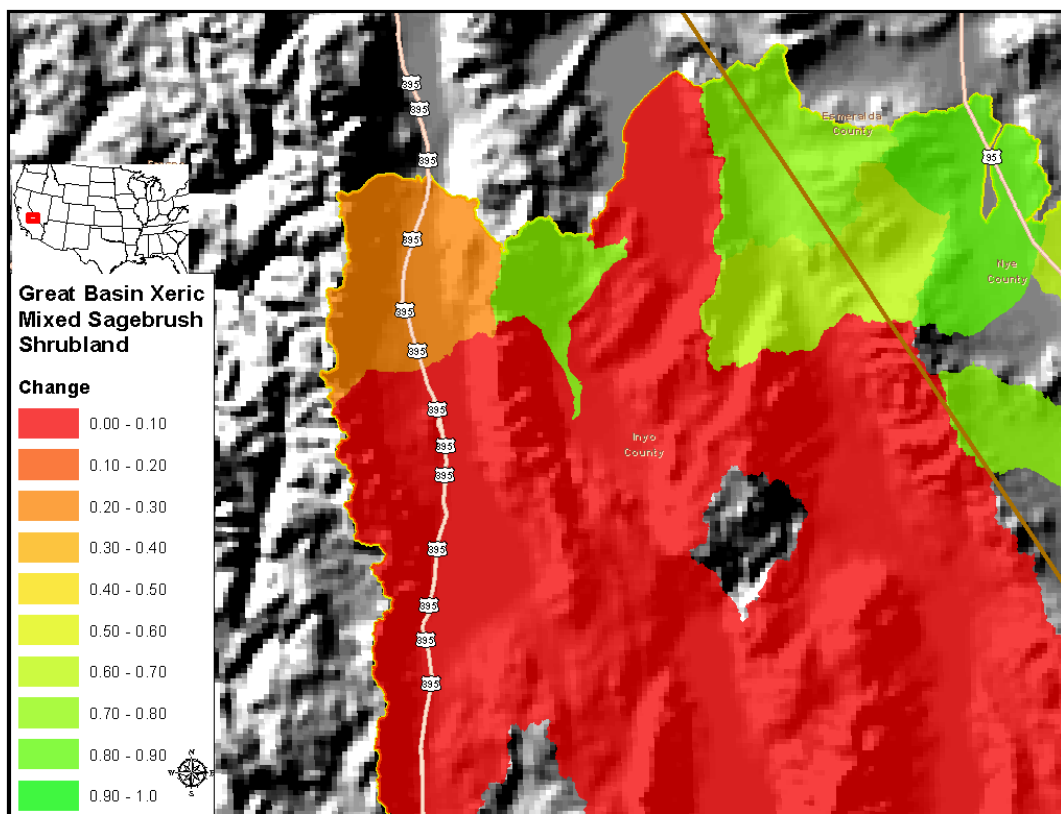 395
395
395
Esmeralda
County
95
395
Nye
County
395
395
395
395
395
Inyo
County
395
395
395
395
Great Basin Xeric
Mixed Sagebrush
Shrubland
Change
0.00 - 0.10
0.10 - 0.20
0.20 - 0.30
0.30 - 0.40
0.40 - 0.50
0.50 - 0.60
0.60 - 0.70
0.70 - 0.80
0.80 - 0.90
0.90 - 1.0
N
W E
S